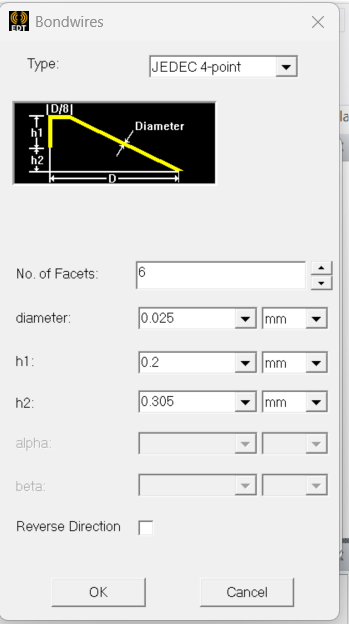 EDT Bondwires
Type: JEDEC 4-point
D/8
h1
Diameter
h2
D
No. of Facets: 6
diameter: 0.025 mm
h1: 0.2 mm
h2: 0.305 mm
alpha:
beta:
Reverse Direction
OK Cancel